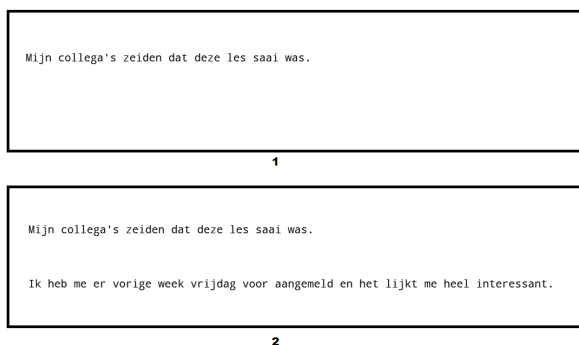 Mijn collega's zeiden dat deze les saai was.
1
Mijn collega's zeiden dat deze les saai was.
Ik heb me er vorige week vrijdag voor aangemeld en het lijkt me heel interessant.
2